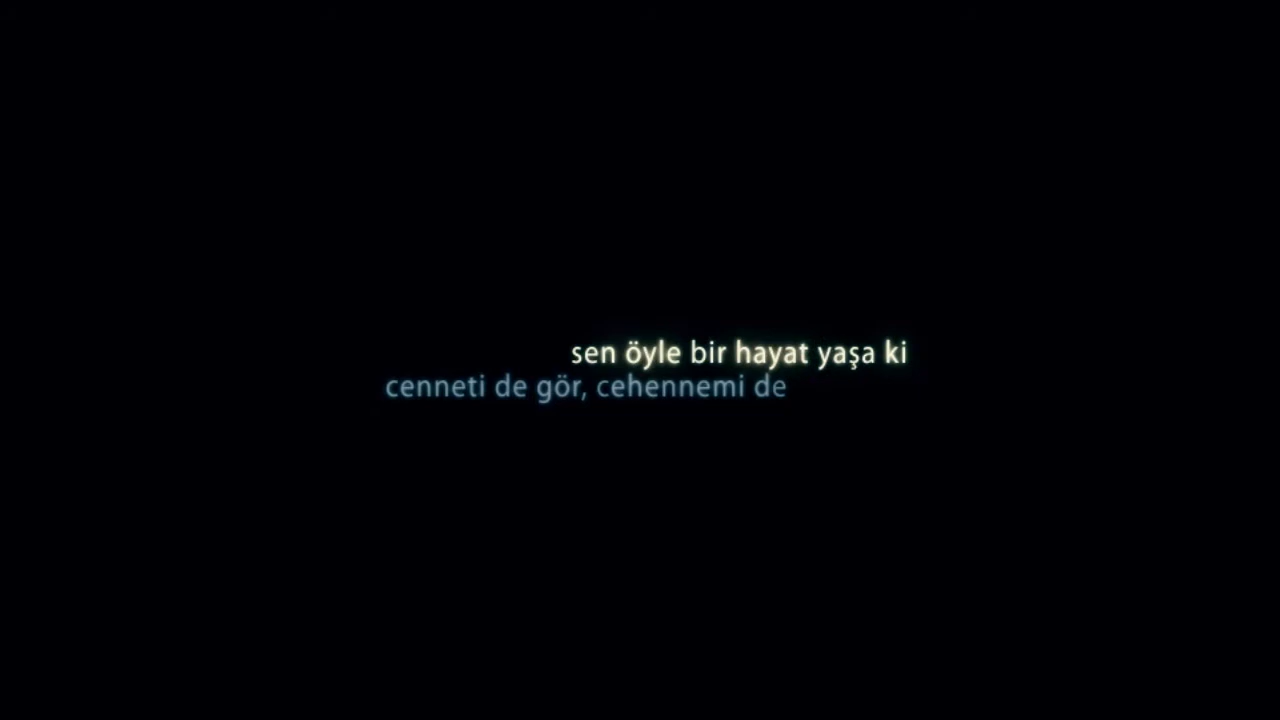 sen öyle bir hayat yaşa ki
cenneti de gör, cehennemi de